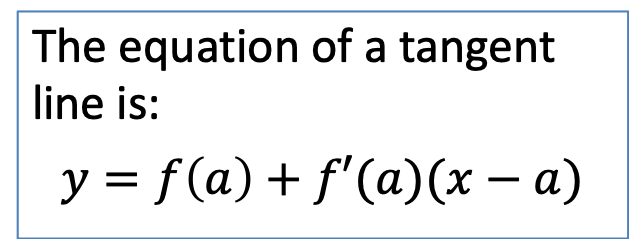 The equation of a tangent
line is:
y = f(a) + f′(a)(x − a)